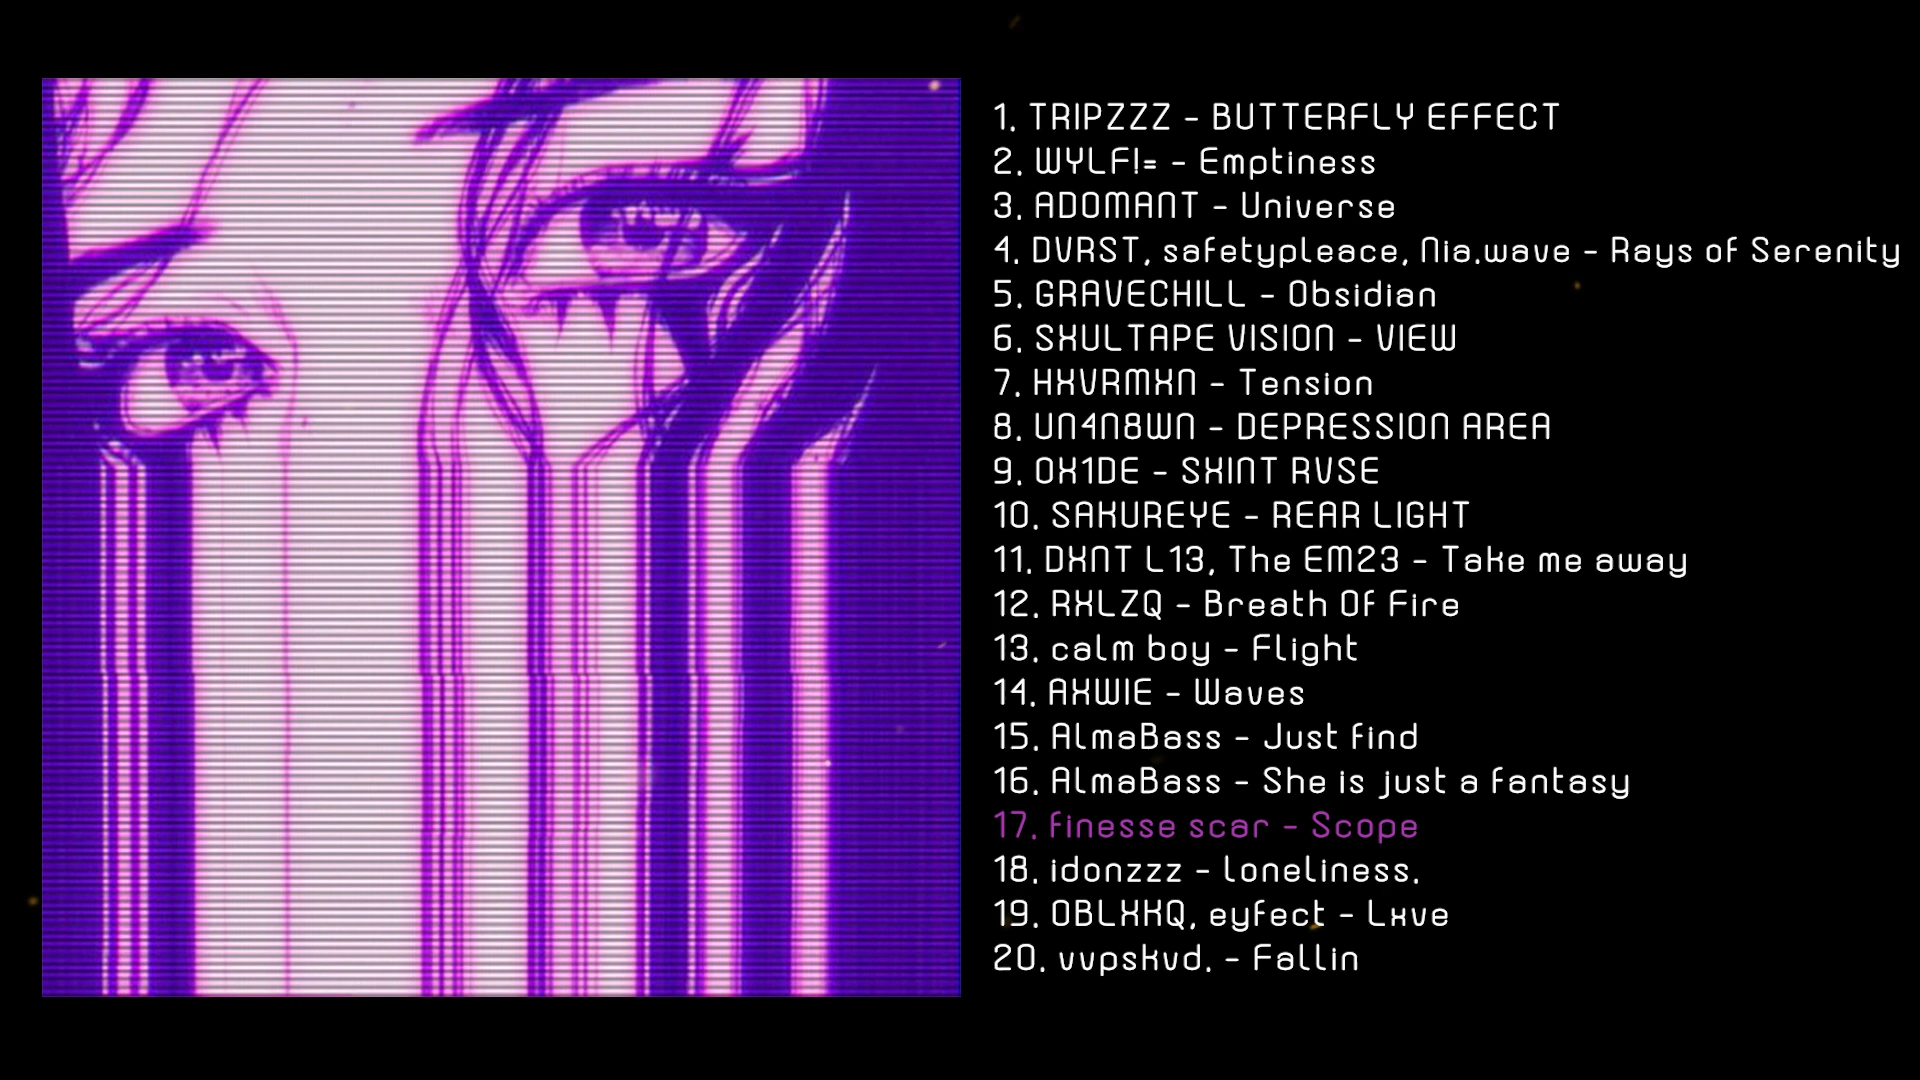 1. TRIPZZZ - BUTTERFLY EFFECT
2. WYLF!= - Emptiness
3. ADOMANT - Universe
4. DVRST, safetypleace, Nia.wave - Rays of Serenity
5. GRAVECHILL - Obsidian
6. SXULTAPE VISION - VIEW
7. HXVRMXN - Tension
8. UN4N8WN - DEPRESSION AREA
9. OX1DE - SXINT RVSE
10. SAKUREYE - REAR LIGHT
11. DXNT L13, The EM23 - Take me away
12. RXLZQ - Breath Of Fire
13. calm boy - Flight
14. AXWIE - Waves
15. AlmaBass - Just find
16. AlmaBass - She is just a fantasy
17. finesse scar - Scope
18. idonzzz - loneliness.
19. OBLXKQ, eyfect - Lxve
20. vvpskvd. - Fallin